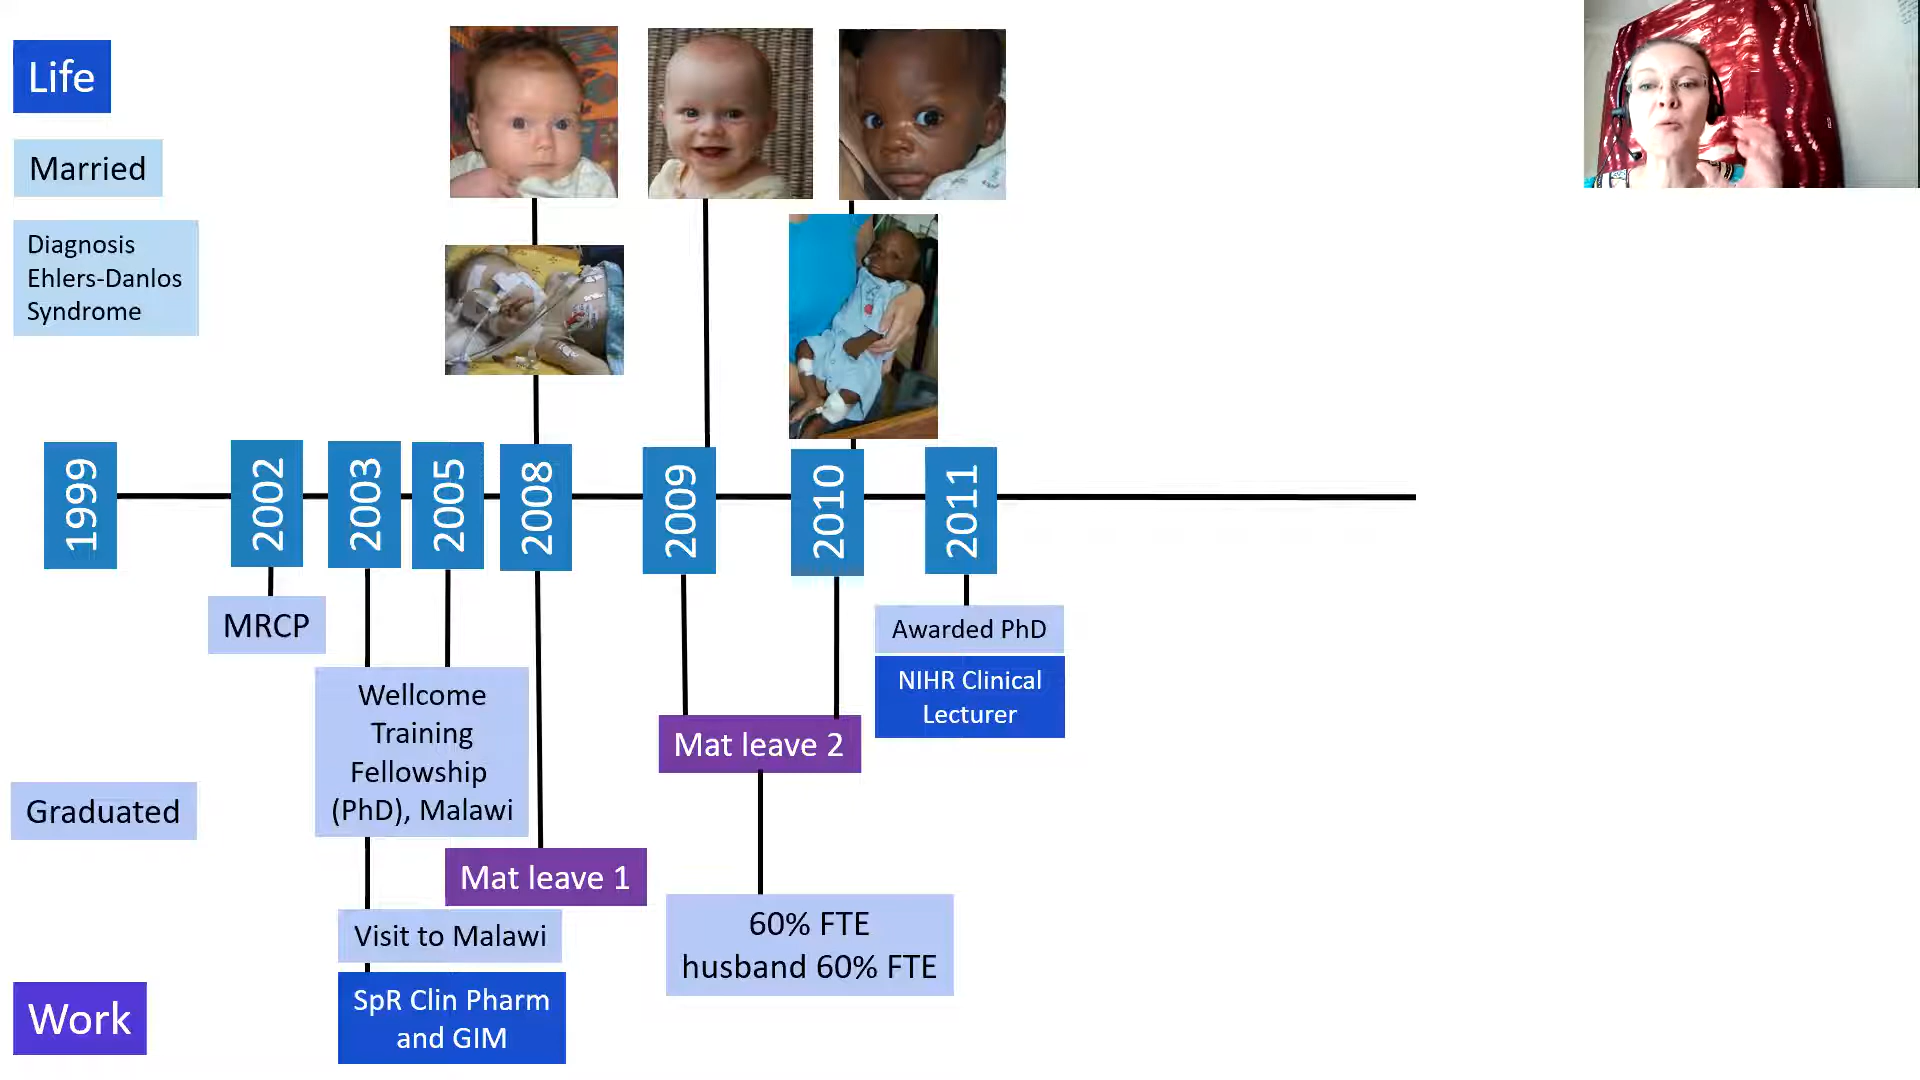 Life
Married
Diagnosis
Ehlers-Danlos
Syndrome
1999
2002
2003
2005
2008
2009
2010
2011
MRCP
Awarded PhD
NIHR Clinical
Lecturer
Wellcome
Training
Fellowship
(PhD), Malawi
Mat leave 2
Graduated
Mat leave 1
60% FTE
husband 60% FTE
Visit to Malawi
SpR Clin Pharm
and GIM
Work